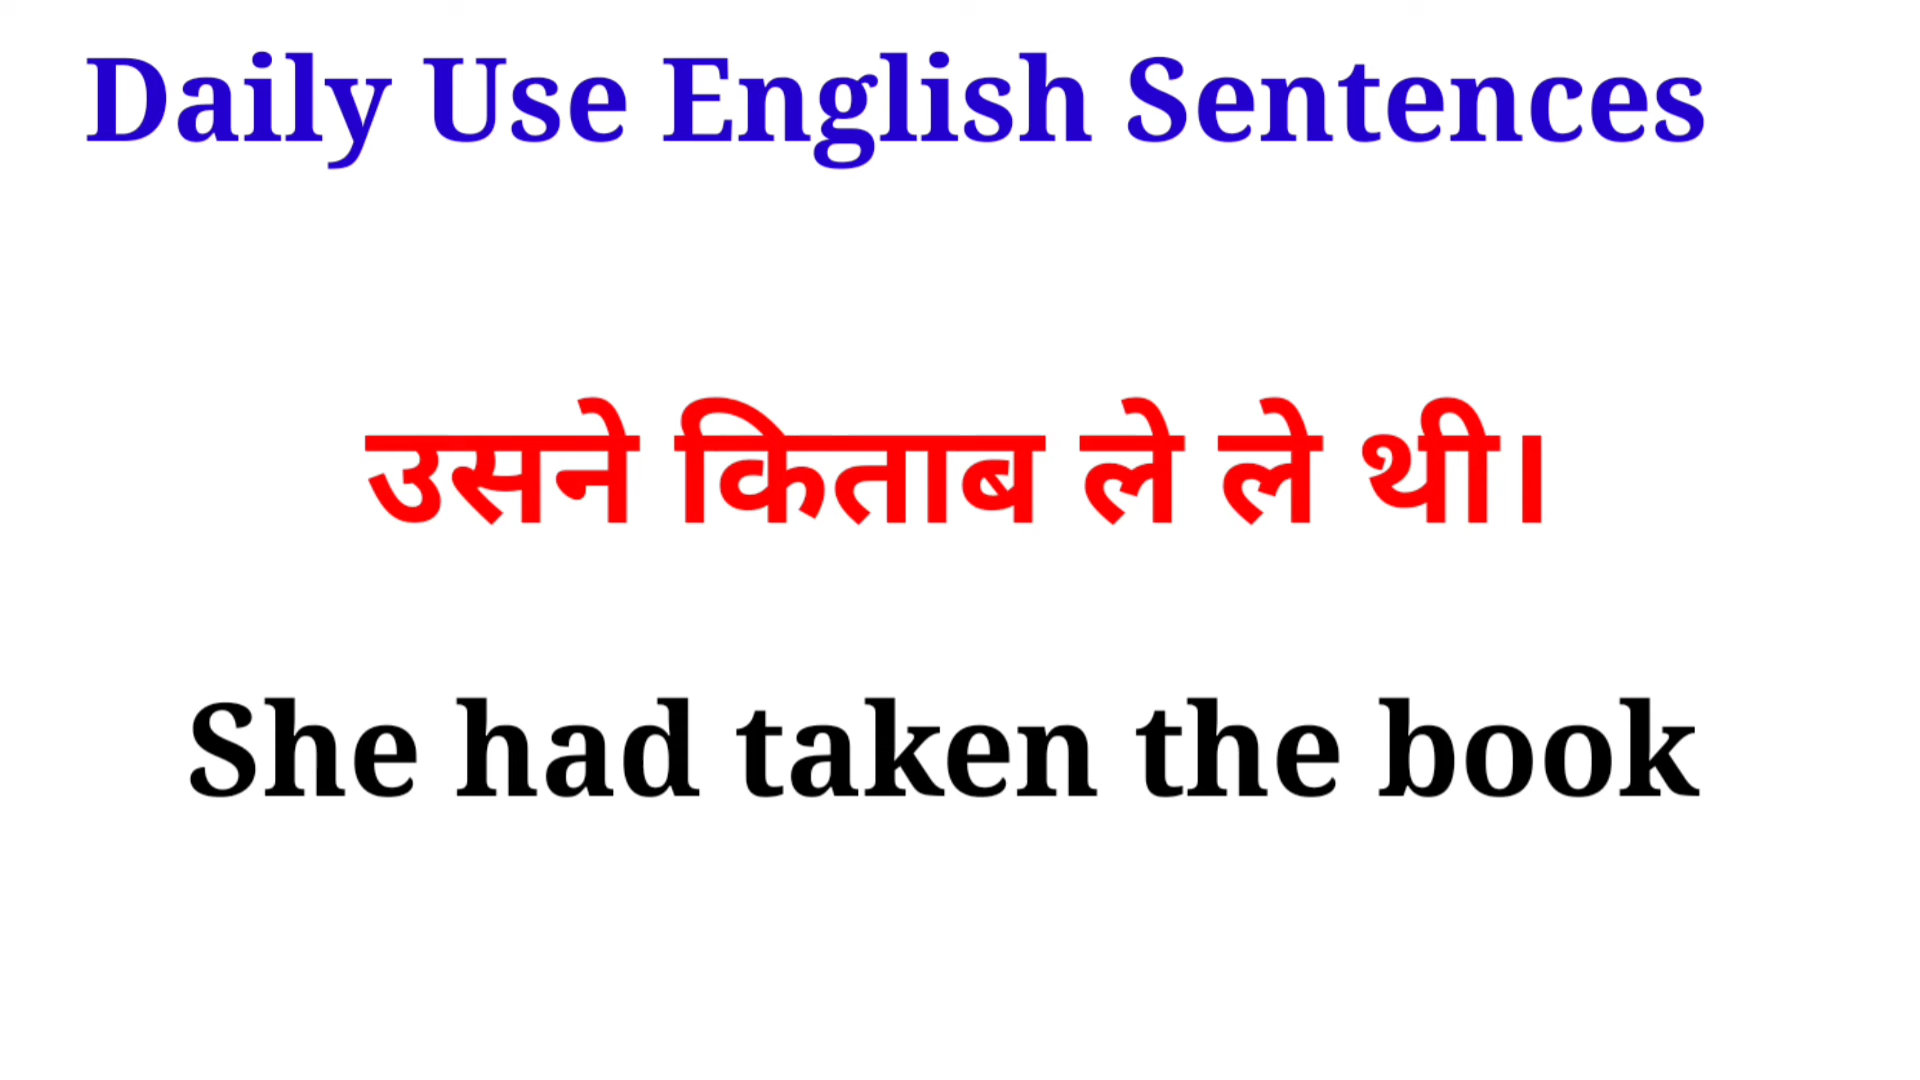 Daily Use English Sentences
उसने किताब ले ले थी।
She had taken the book